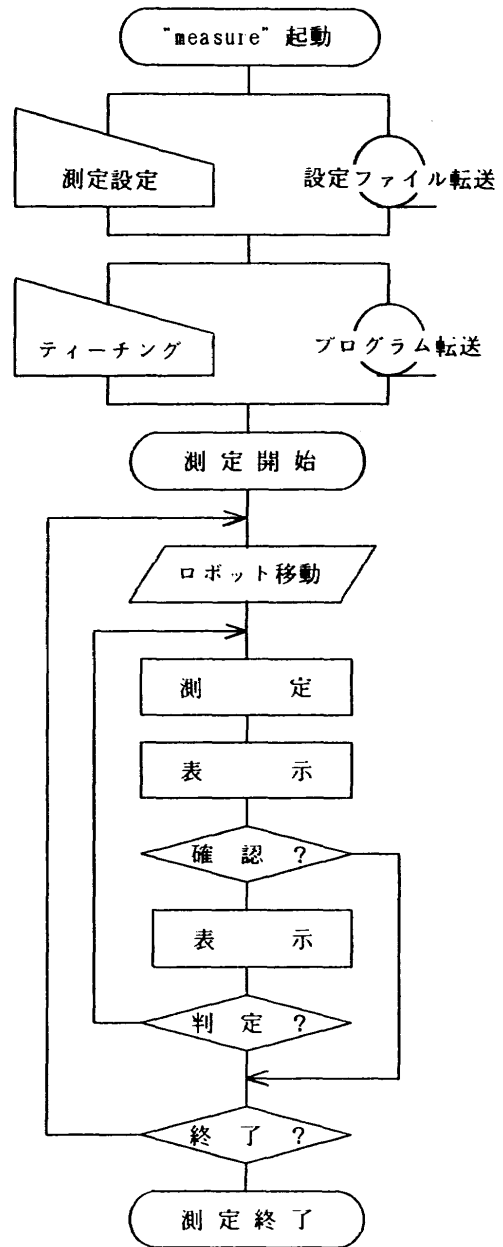 "measure" 起動
測定設定
設定ファイル転送
ティーチング
プログラム転送
測定開始
ロボット移動
測定
表示
確認?
表示
判定?
終了?
測定終了